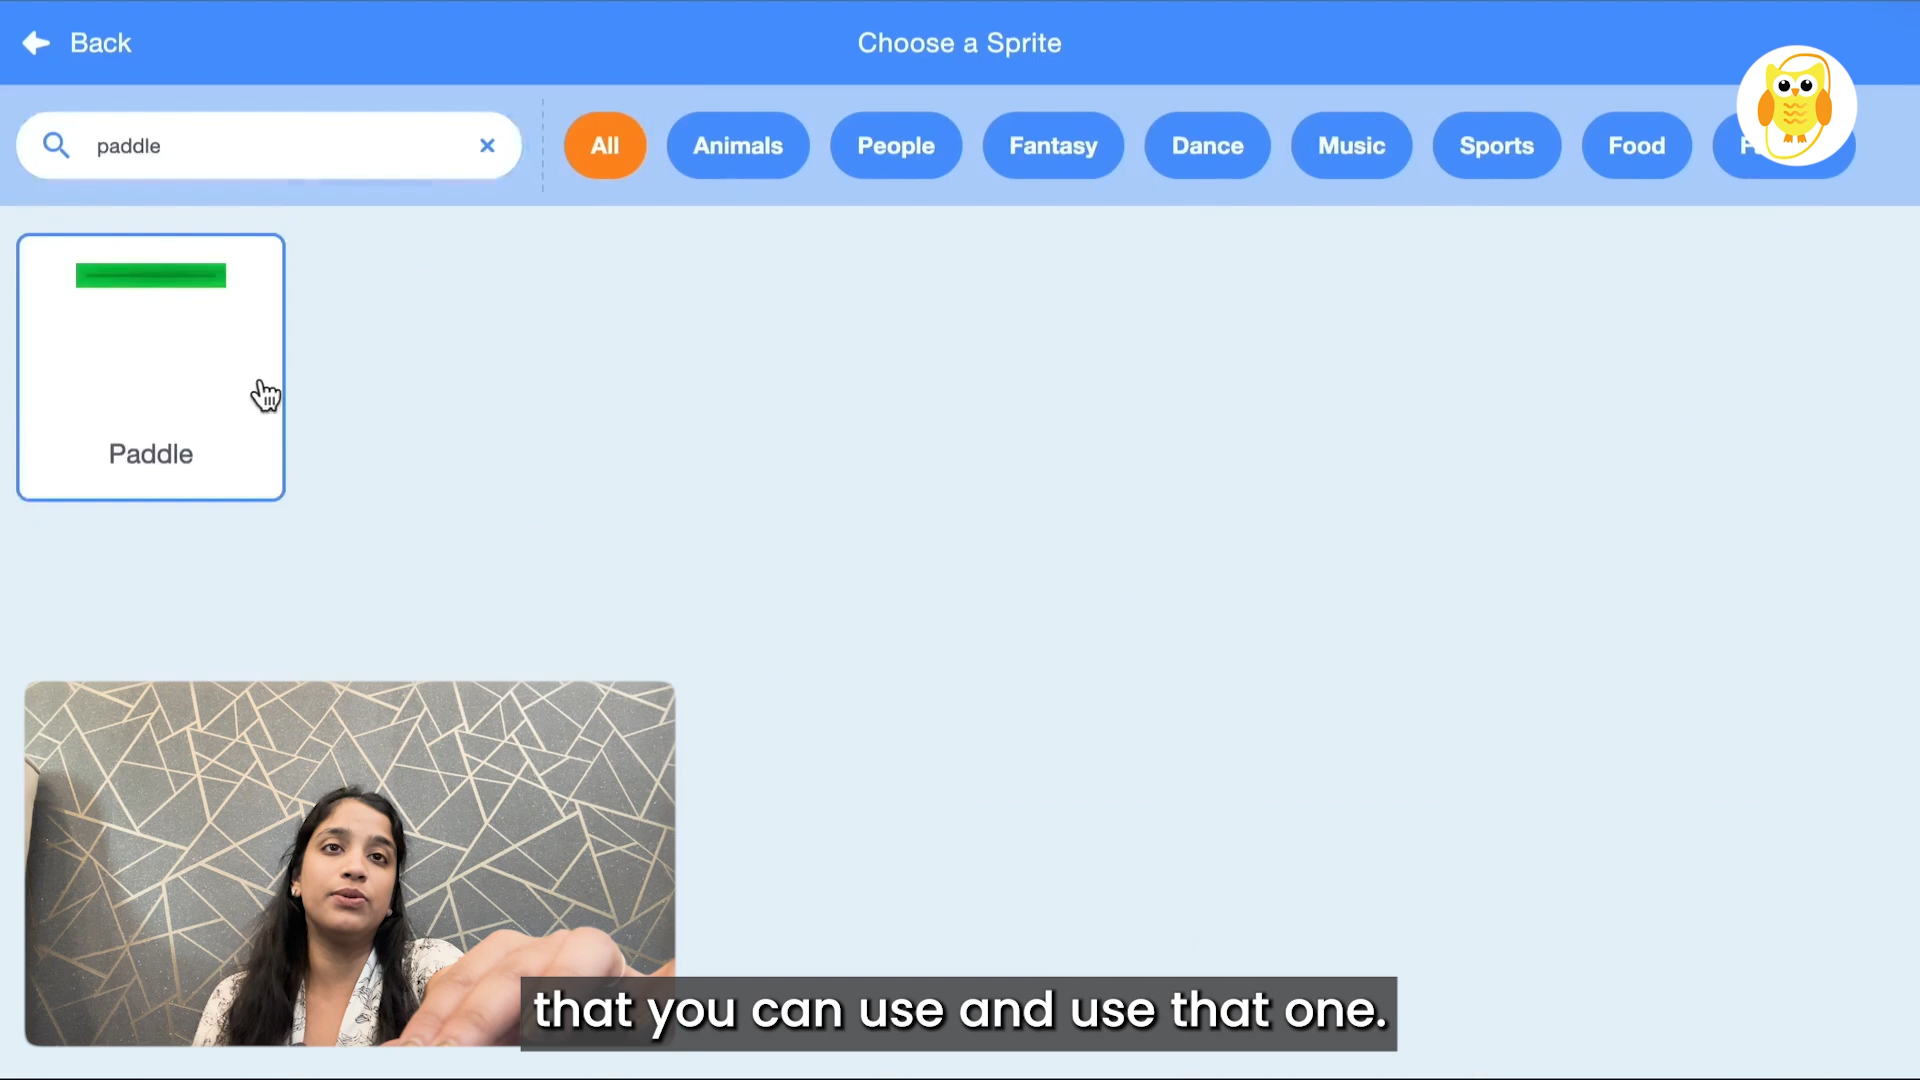 Back
Choose a Sprite
paddle
All
Animals
People
Fantasy
Dance
Music
Sports
Food
Paddle
that you can use and use that one.